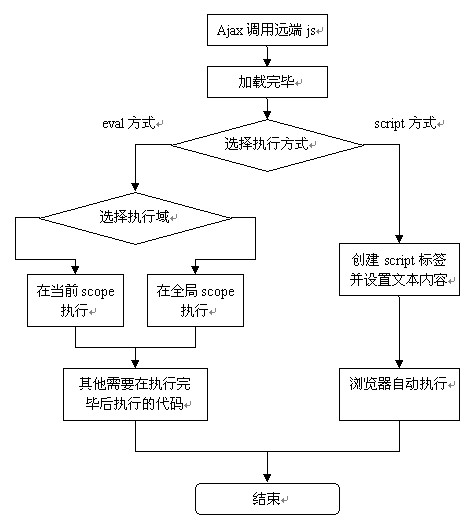 Ajax 调用远端 js
加载完毕
eval 方式
script 方式
选择执行方式
选择执行域
创建 script 标签
并设置文本内容
在当前 scope
执行
在全局 scope
执行
其他需要在执行完
毕后执行的代码
浏览器自动执行
结束